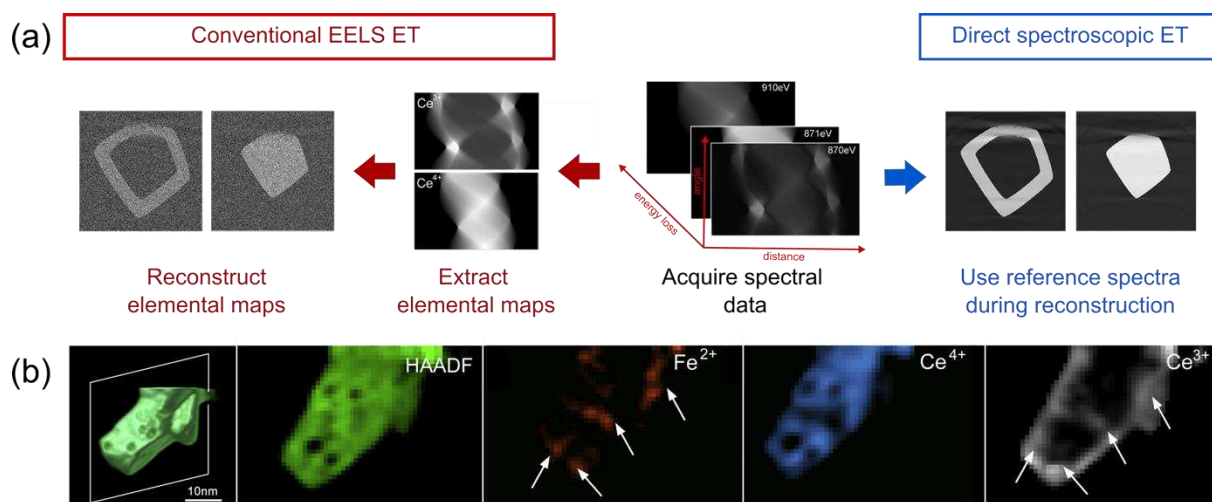 (a)
Conventional EELS ET
Direct spectroscopic ET
Ce3+
Ce4+
910eV
871eV
870eV
angle
energy loss
distance
Reconstruct
elemental maps
Extract
elemental maps
Acquire spectral
data
Use reference spectra
during reconstruction
(b)
10nm
HAADF
Fe2+
Ce4+
Ce3+